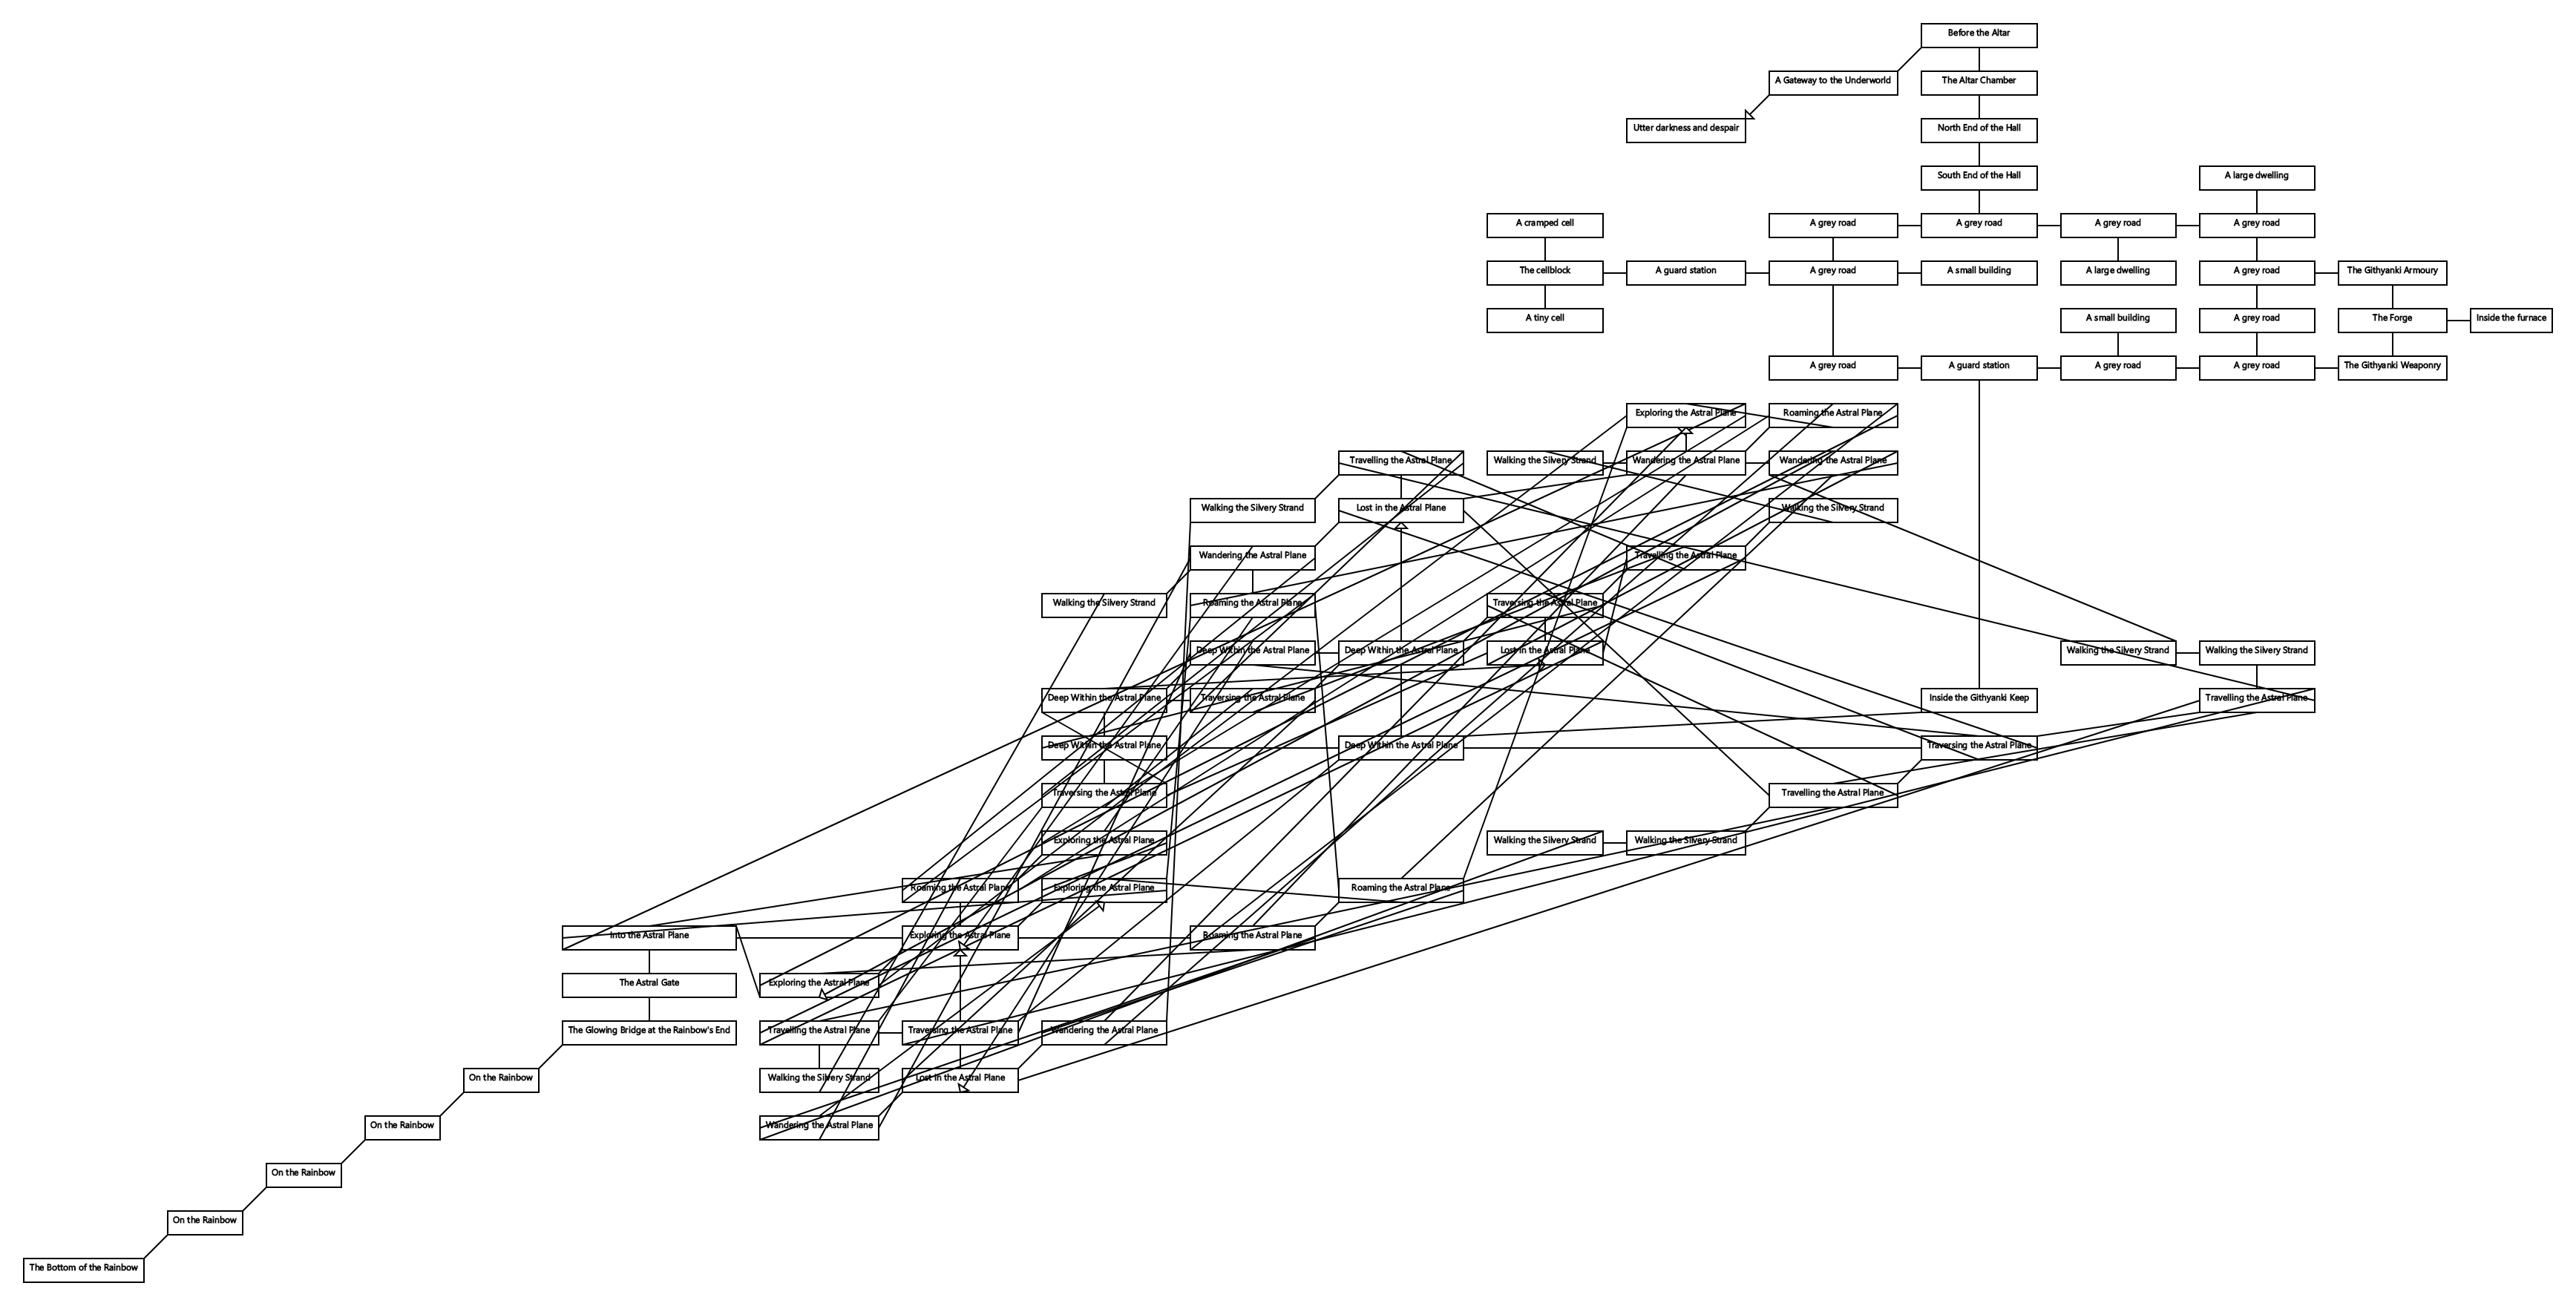 Before the Altar
A Gateway to the Underworld
The Altar Chamber
Utter darkness and despair
North End of the Hall
South End of the Hall
A large dwelling
A cramped cell
A grey road
A grey road
A grey road
A grey road
The cellblock
A guard station
A grey road
A small building
A large dwelling
A grey road
The Githyanki Armoury
A tiny cell
A small building
A grey road
The Forge
Inside the furnace
A grey road
A guard station
A grey road
A grey road
The Githyanki Weaponry
Exploring the Astral Plane
Roaming the Astral Plane
Travelling the Astral Plane
Walking the Silvery Strand
Wandering the Astral Plane
Wandering the Astral Plane
Walking the Silvery Strand
Lost in the Astral Plane
Walking the Silvery Strand
Wandering the Astral Plane
Travelling the Astral Plane
Walking the Silvery Strand
Roaming the Astral Plane
Traversing the Astral Plane
Deep Within the Astral Plane
Deep Within the Astral Plane
Lost in the Astral Plane
Walking the Silvery Strand
Walking the Silvery Strand
Deep Within the Astral Plane
Traversing the Astral Plane
Inside the Githyanki Keep
Travelling the Astral Plane
Deep Within the Astral Plane
Deep Within the Astral Plane
Traversing the Astral Plane
Traversing the Astral Plane
Travelling the Astral Plane
Exploring the Astral Plane
Walking the Silvery Strand
Walking the Silvery Strand
Roaming the Astral Plane
Exploring the Astral Plane
Roaming the Astral Plane
Into the Astral Plane
Exploring the Astral Plane
Roaming the Astral Plane
The Astral Gate
Exploring the Astral Plane
The Glowing Bridge at the Rainbow's End
Travelling the Astral Plane
Traversing the Astral Plane
Wandering the Astral Plane
On the Rainbow
Walking the Silvery Strand
Lost in the Astral Plane
On the Rainbow
Wandering the Astral Plane
On the Rainbow
On the Rainbow
The Bottom of the Rainbow